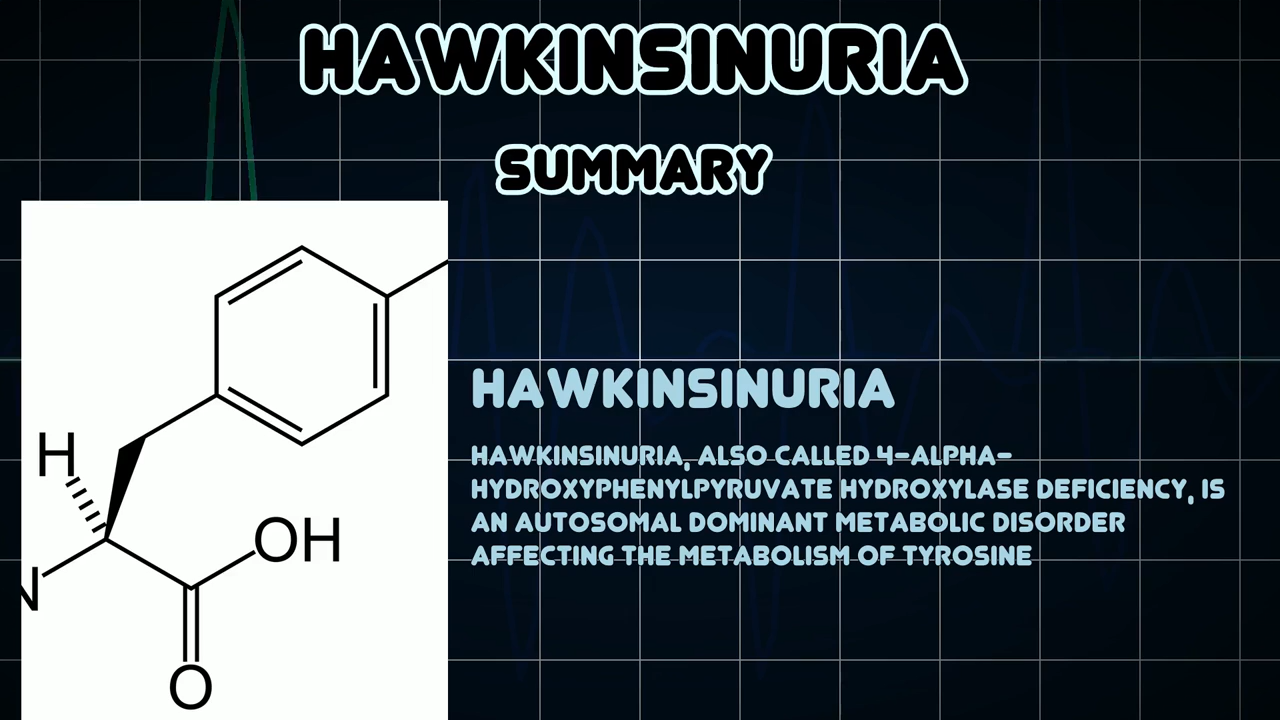 HAWKINSINURIA
SUMMARY
H
OH
N
O
HAWKINSINURIA
HAWKINSINURIA, ALSO CALLED 4-ALPHA-
HYDROXYPHENYLPYRUVATE HYDROXYLASE DEFICIENCY, IS
AN AUTOSOMAL DOMINANT METABOLIC DISORDER
AFFECTING THE METABOLISM OF TYROSINE